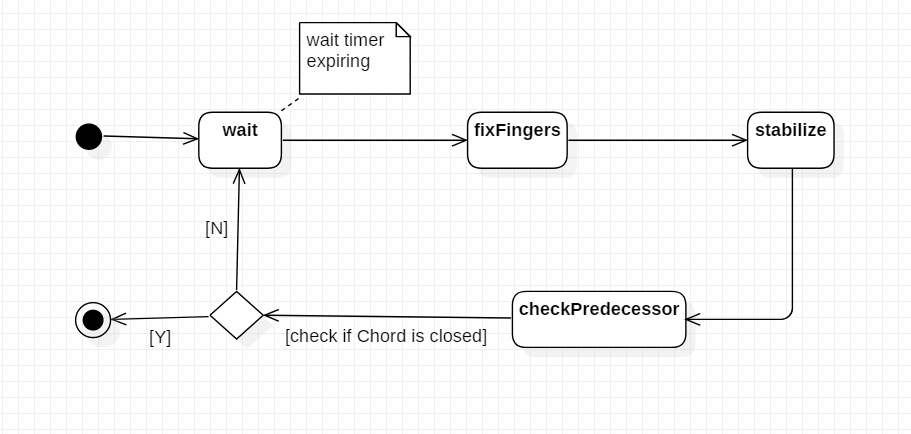 wait timer
expiring
wait
fixFingers
stabilize
[N]
checkPredecessor
[check if Chord is closed]
[Y]